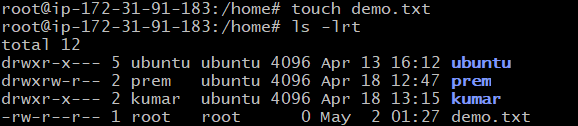 root@ip-172-31-91-183:/home# touch demo.txt
root@ip-172-31-91-183:/home# ls -lrt
total 12
drwxr-x--- 5 ubuntu ubuntu 4096 Apr 13 16:12 ubuntu
drwxrw-r-- 2 prem   prem   4096 Apr 18 12:47 prem
drwxr-x--- 2 kumar  kumar  4096 Apr 18 13:15 kumar
-rw-r--r-- 1 root   root      0 May  2 01:27 demo.txt